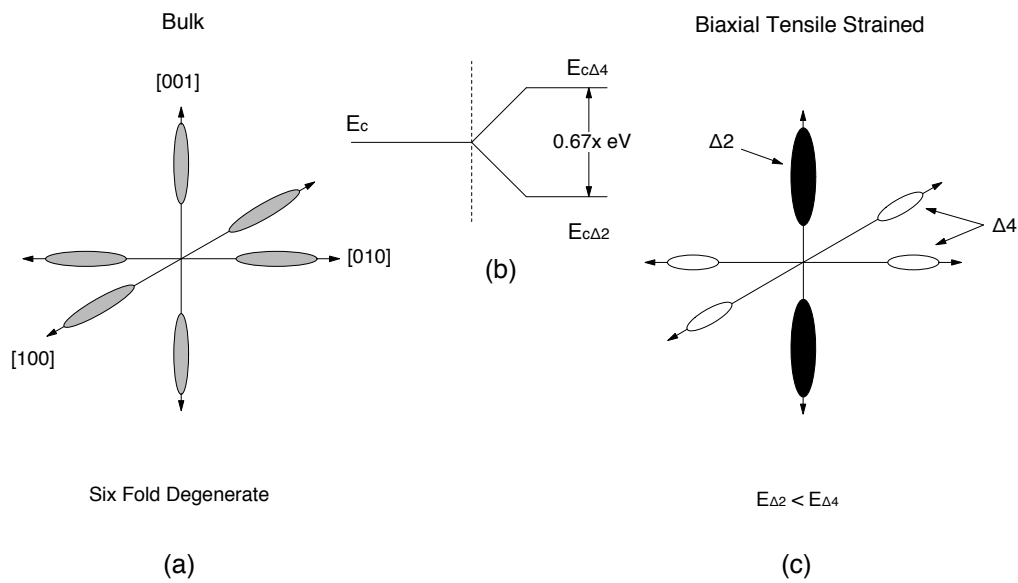 Bulk
Biaxial Tensile Strained
[001]
[010]
[100]
Six Fold Degenerate
(a)
Ec
EcΔ4
0.67x eV
EcΔ2
(b)
Δ2
Δ4
EΔ2 < EΔ4
(c)